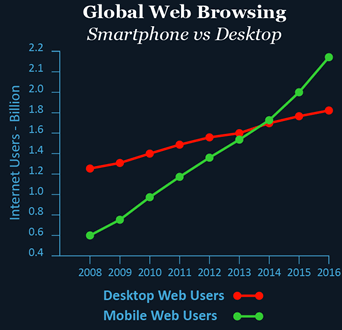 Global Web Browsing
Smartphone vs Desktop
Internet Users - Billion
2.2
2.1
2.0
1.8
1.6
1.4
1.2
1.0
0.8
0.6
0.4
2008 2009 2010 2011 2012 2013 2014 2015 2016
Desktop Web Users
Mobile Web Users